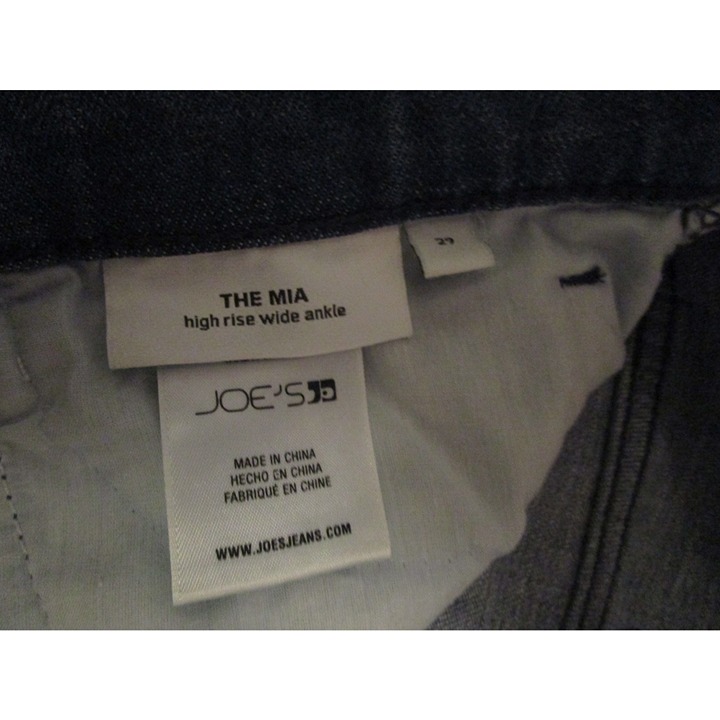 THE MIA
high rise wide ankle
29
JOE'S
MADE IN CHINA
HECHO EN CHINA
FABRIQUÉ EN CHINE
WWW.JOESJEANS.COM